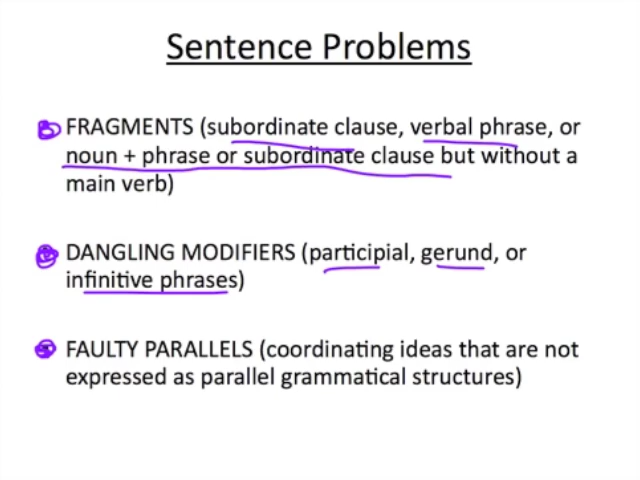 Sentence Problems
FRAGMENTS (subordinate clause, verbal phrase, or
noun + phrase or subordinate clause but without a
main verb)
DANGLING MODIFIERS (participial, gerund, or
infinitive phrases)
FAULTY PARALLELS (coordinating ideas that are not
expressed as parallel grammatical structures)